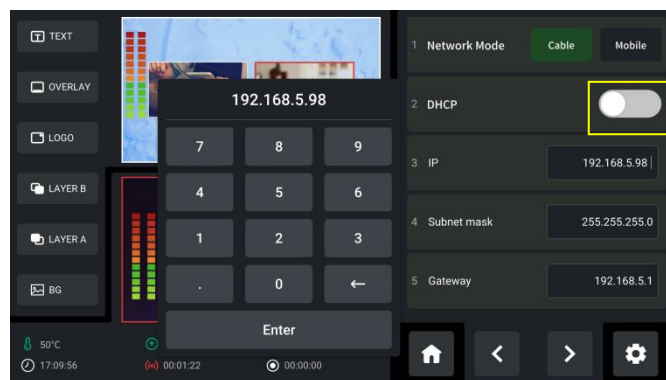 TEXT
OVERLAY
LOGO
LAYER B
LAYER A
BG
50°C
17:09:56
00:01:22
00:00:00
192.168.5.98
7 8 9
4 5 6
1 2 3
. 0 ←
Enter
1 Network Mode Cable Mobile
2 DHCP
3 IP 192.168.5.98
4 Subnet mask 255.255.255.0
5 Gateway 192.168.5.1